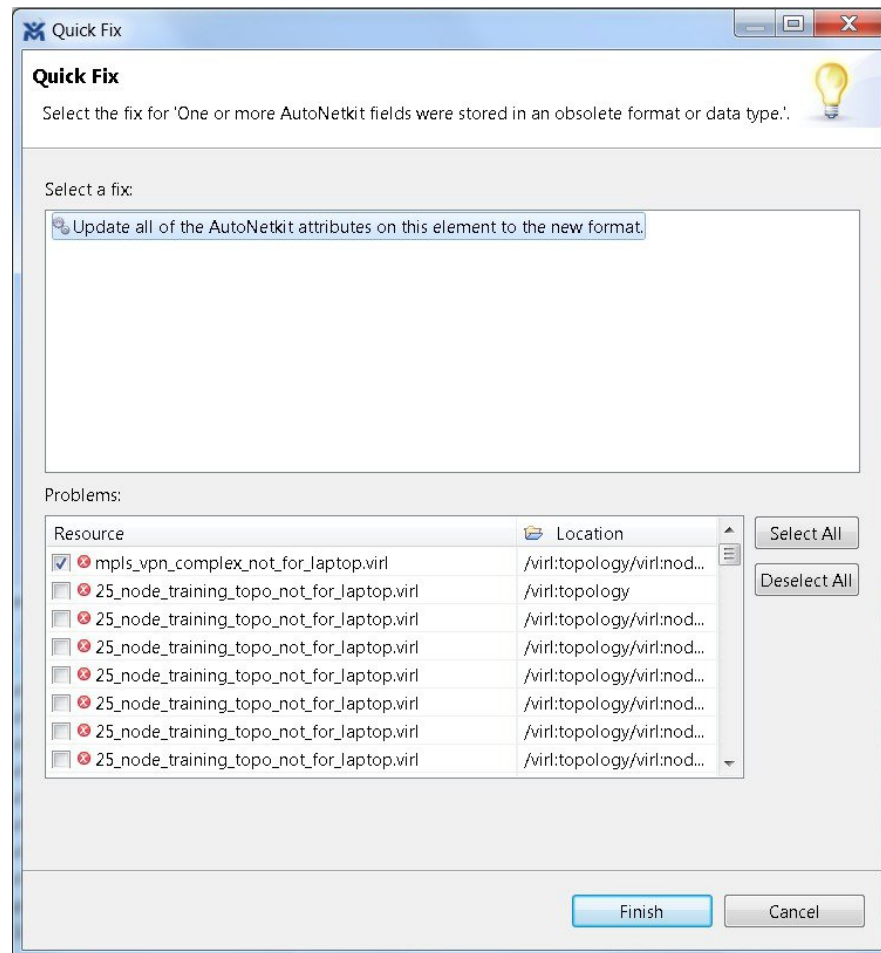 Quick Fix
Quick Fix
Select the fix for 'One or more AutoNetkit fields were stored in an obsolete format or data type.'.
Select a fix:
Update all of the AutoNetkit attributes on this element to the new format.
Problems:
Resource Location
Select All
mpls_vpn_complex_not_for_laptop.virl /virl:topology/virl:nod...
25_node_training_topo_not_for_laptop.virl /virl:topology
Deselect All
25_node_training_topo_not_for_laptop.virl /virl:topology/virl:nod...
25_node_training_topo_not_for_laptop.virl /virl:topology/virl:nod...
25_node_training_topo_not_for_laptop.virl /virl:topology/virl:nod...
25_node_training_topo_not_for_laptop.virl /virl:topology/virl:nod...
25_node_training_topo_not_for_laptop.virl /virl:topology/virl:nod...
25_node_training_topo_not_for_laptop.virl /virl:topology/virl:nod...
Finish Cancel